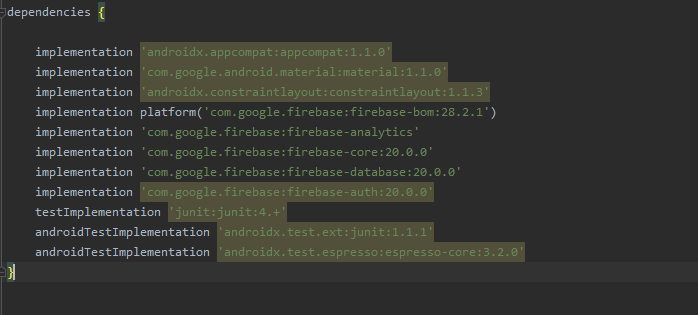 dependencies {
implementation 'androidx.appcompat:appcompat:1.1.0'
implementation 'com.google.android.material:material:1.1.0'
implementation 'androidx.constraintlayout:constraintlayout:1.1.3'
implementation platform('com.google.firebase:firebase-bom:28.2.1')
implementation 'com.google.firebase:firebase-analytics'
implementation 'com.google.firebase:firebase-core:20.0.0'
implementation 'com.google.firebase:firebase-database:20.0.0'
implementation 'com.google.firebase:firebase-auth:20.0.0'
testImplementation 'junit:junit:4.+'
androidTestImplementation 'androidx.test.ext:junit:1.1.1'
androidTestImplementation 'androidx.test.espresso:espresso-core:3.2.0'
}